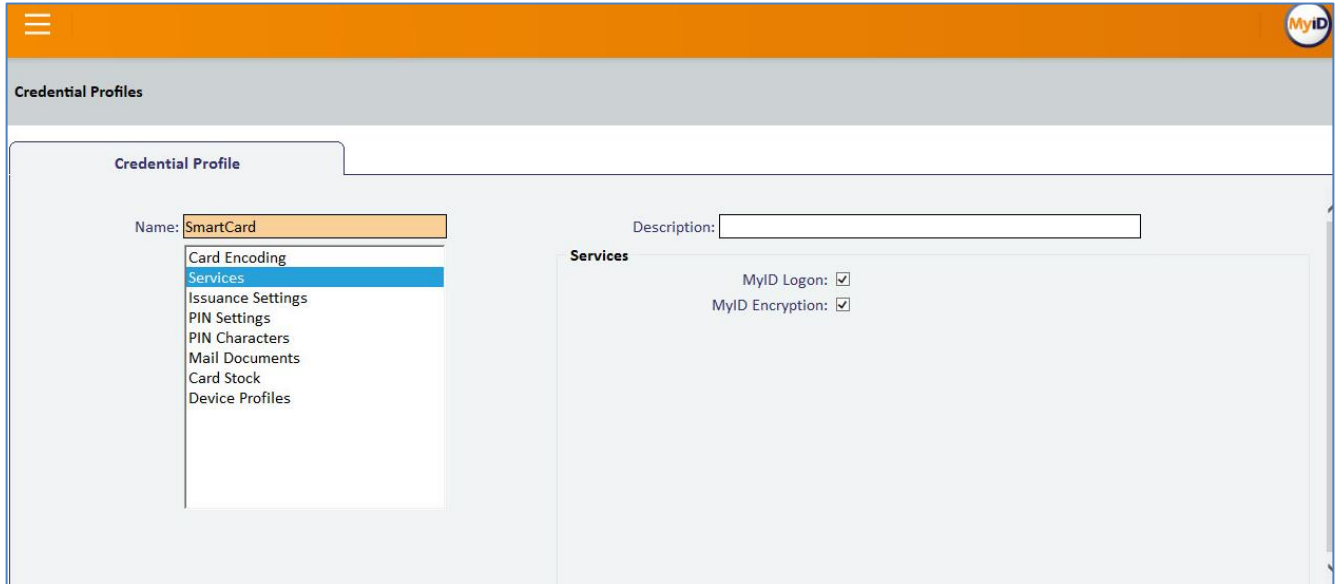 MyiD
Credential Profiles
Credential Profile
Name: SmartCard
Description:
Card Encoding
Services
Issuance Settings
PIN Settings
PIN Characters
Mail Documents
Card Stock
Device Profiles
Services
MyID Logon:
MyID Encryption: